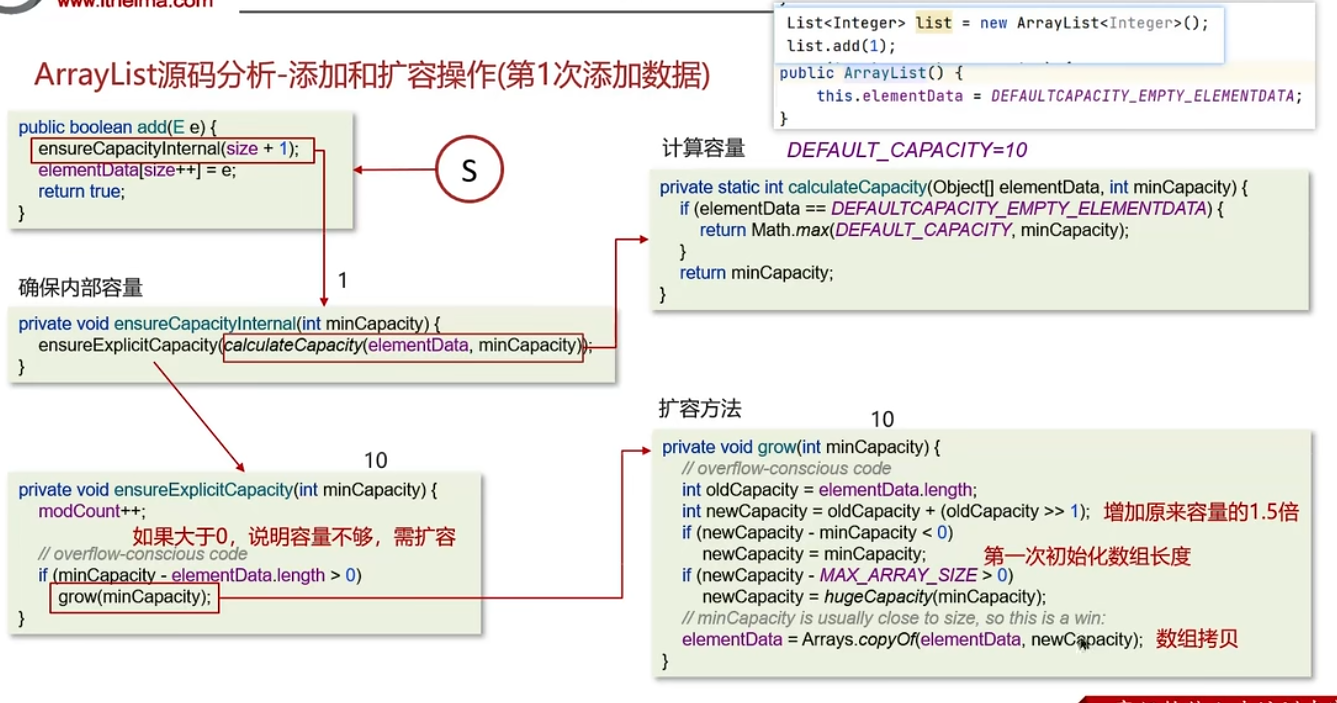 www.itheima.com
List<Integer> list = new ArrayList<Integer>();
list.add(1);
public ArrayList() {
this.elementData = DEFAULTCAPACITY_EMPTY_ELEMENTDATA;
}
ArrayList源码分析-添加和扩容操作(第1次添加数据)
public boolean add(E e) {
ensureCapacityInternal(size + 1);
elementData[size++] = e;
return true;
}
S
计算容量 DEFAULT_CAPACITY=10
private static int calculateCapacity(Object[] elementData, int minCapacity) {
if (elementData == DEFAULTCAPACITY_EMPTY_ELEMENTDATA) {
return Math.max(DEFAULT_CAPACITY, minCapacity);
}
return minCapacity;
}
确保内部容量
1
private void ensureCapacityInternal(int minCapacity) {
ensureExplicitCapacity(calculateCapacity(elementData, minCapacity));
}
10
private void ensureExplicitCapacity(int minCapacity) {
modCount++;
如果大于0，说明容量不够，需扩容
// overflow-conscious code
if (minCapacity - elementData.length > 0)
grow(minCapacity);
}
扩容方法
10
private void grow(int minCapacity) {
// overflow-conscious code
int oldCapacity = elementData.length;
int newCapacity = oldCapacity + (oldCapacity >> 1); 增加原来容量的1.5倍
if (newCapacity - minCapacity < 0)
newCapacity = minCapacity; 第一次初始化数组长度
if (newCapacity - MAX_ARRAY_SIZE > 0)
newCapacity = hugeCapacity(minCapacity);
// minCapacity is usually close to size, so this is a win:
elementData = Arrays.copyOf(elementData, newCapacity); 数组拷贝
}